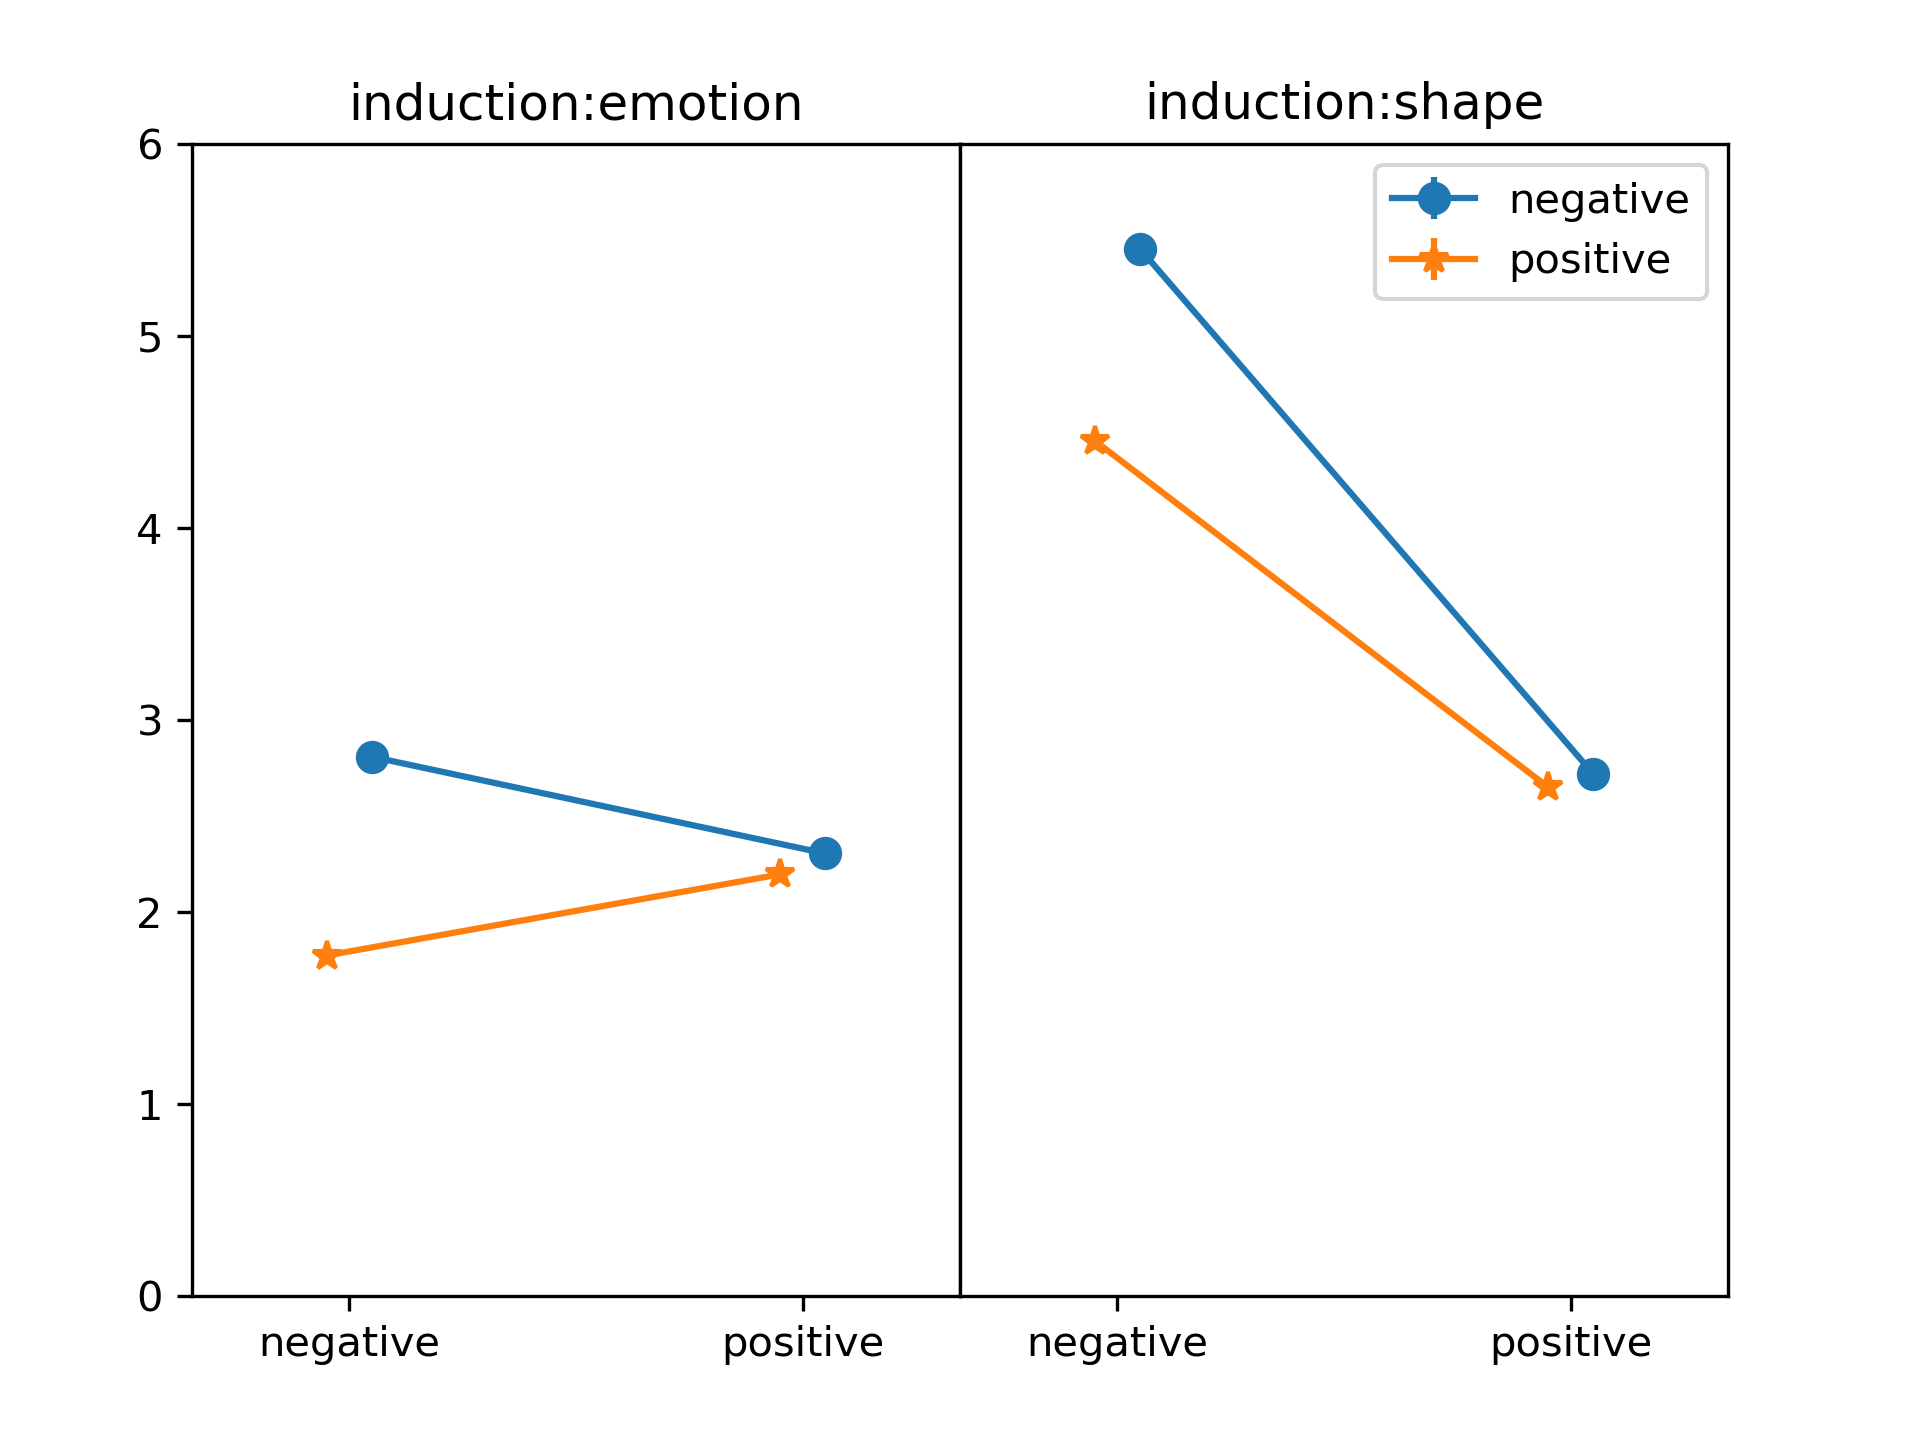 induction:emotion
induction:shape
6
5
4
3
2
1
0
negative
positive
negative
positive
negative
positive